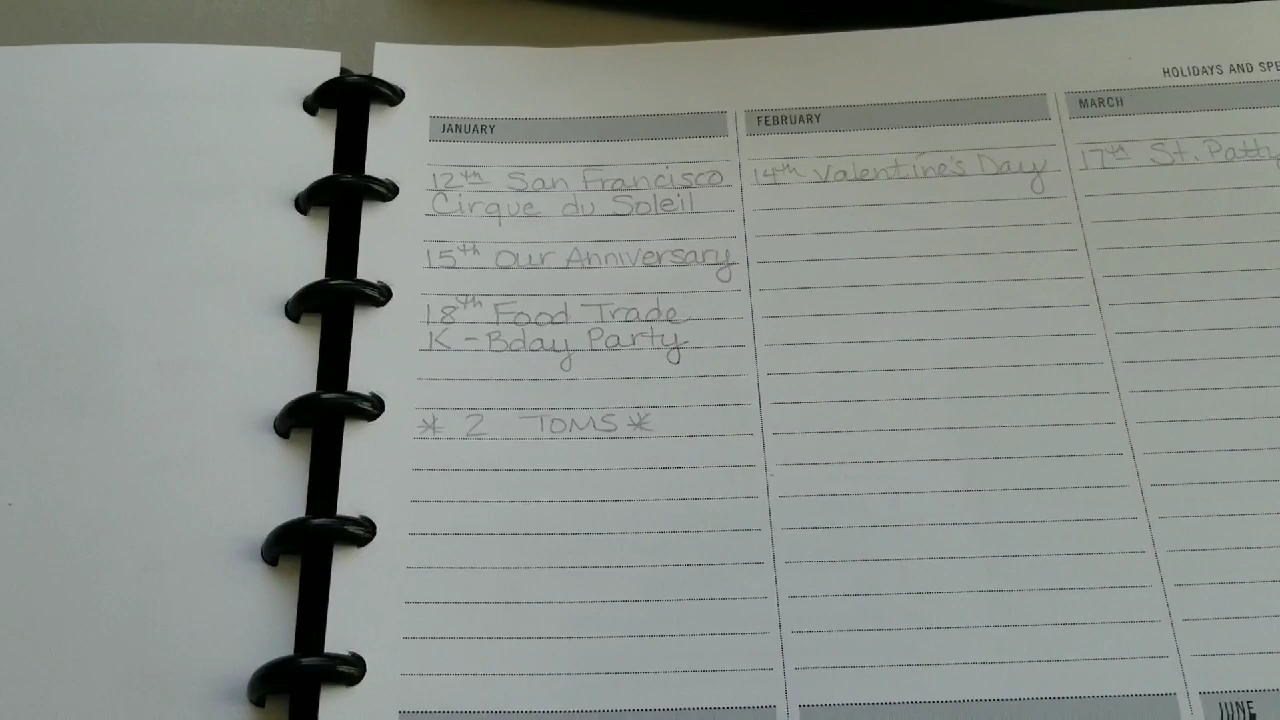 HOLIDAYS AND SPE
JANUARY
12th San Francisco
Cirque du Soleil
15th Our Anniversary
18th Food Trade
K - Bday Party
* 2 TOMS *
FEBRUARY
14th Valentine's Day
MARCH
17th St. Patty
JUNE